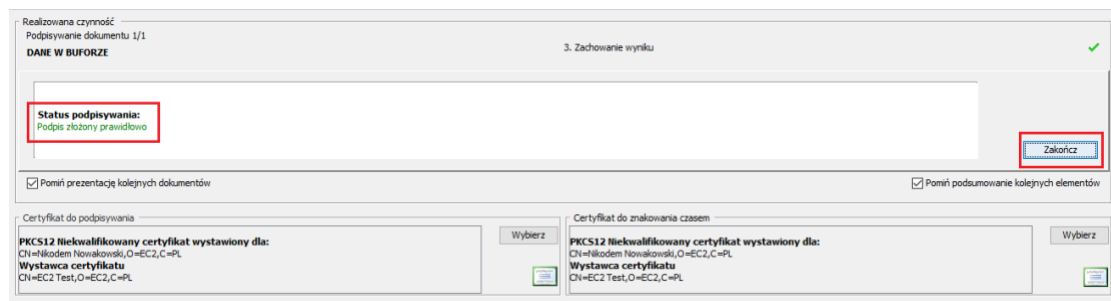 Realizowana czynność
Podpisywanie dokumentu 1/1
DANE W BUFORZE
3. Zachowanie wyniku
Status podpisywania:
Podpis złożony prawidłowo
Zakończ
Pomiń prezentację kolejnych dokumentów
Pomiń podsumowanie kolejnych elementów
Certyfikat do podpisywania
PKCS12 Niekwalifikowany certyfikat wystawiony dla:
CN=Nikodem Nowakowski,O=EC2,C=PL
Wystawca certyfikatu
CN=EC2 Test,O=EC2,C=PL
Wybierz
Certyfikat do znakowania czasem
PKCS12 Niekwalifikowany certyfikat wystawiony dla:
CN=Nikodem Nowakowski,O=EC2,C=PL
Wystawca certyfikatu
CN=EC2 Test,O=EC2,C=PL
Wybierz